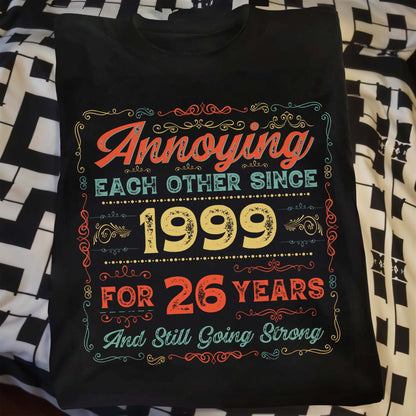 Annoying
EACH OTHER SINCE
1999
FOR 26 YEARS
And Still Going Strong